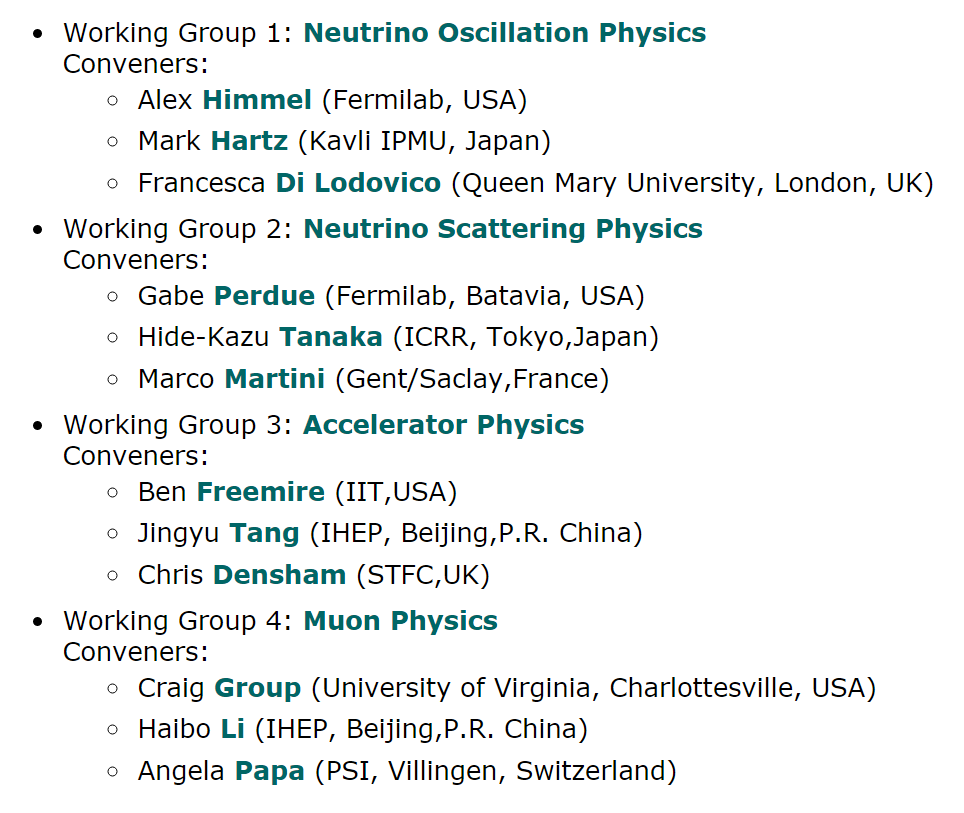 Working Group 1: Neutrino Oscillation Physics
Conveners:
Alex Himmel (Fermilab, USA)
Mark Hartz (Kavli IPMU, Japan)
Francesca Di Lodovico (Queen Mary University, London, UK)
Working Group 2: Neutrino Scattering Physics
Conveners:
Gabe Perdue (Fermilab, Batavia, USA)
Hide-Kazu Tanaka (ICRR, Tokyo,Japan)
Marco Martini (Gent/Saclay,France)
Working Group 3: Accelerator Physics
Conveners:
Ben Freemire (IIT,USA)
Jingyu Tang (IHEP, Beijing,P.R. China)
Chris Densham (STFC,UK)
Working Group 4: Muon Physics
Conveners:
Craig Group (University of Virginia, Charlottesville, USA)
Haibo Li (IHEP, Beijing,P.R. China)
Angela Papa (PSI, Villingen, Switzerland)